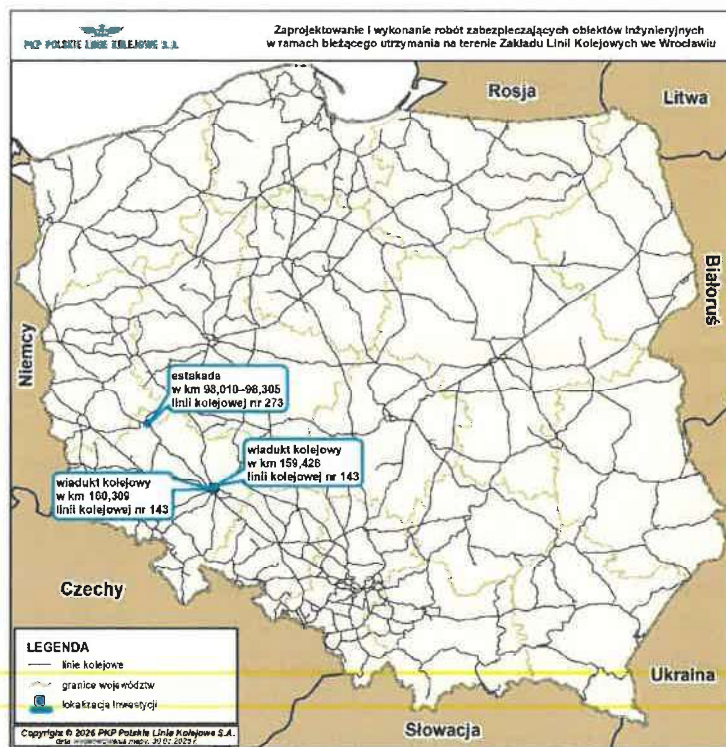 PKP POLSKIE LINIE KOLEJOWE S.A.
Zaprojektowanie i wykonanie robót zabezpieczających obiektów inżynieryjnych
w ramach bieżącego utrzymania na terenie Zakładu Linii Kolejowych we Wrocławiu
Rosja
Litwa
Białoruś
Niemcy
estakada
w km 98,010–98,305
linii kolejowej nr 273
wiadukt kolejowy
w km 159,426
linii kolejowej nr 143
wiadukt kolejowy
w km 160,309
linii kolejowej nr 143
Czechy
LEGENDA
linie kolejowe
granice województw
lokalizacja inwestycji
Ukraina
Słowacja
Copyright © 2025 PKP Polskie Linie Kolejowe S.A.